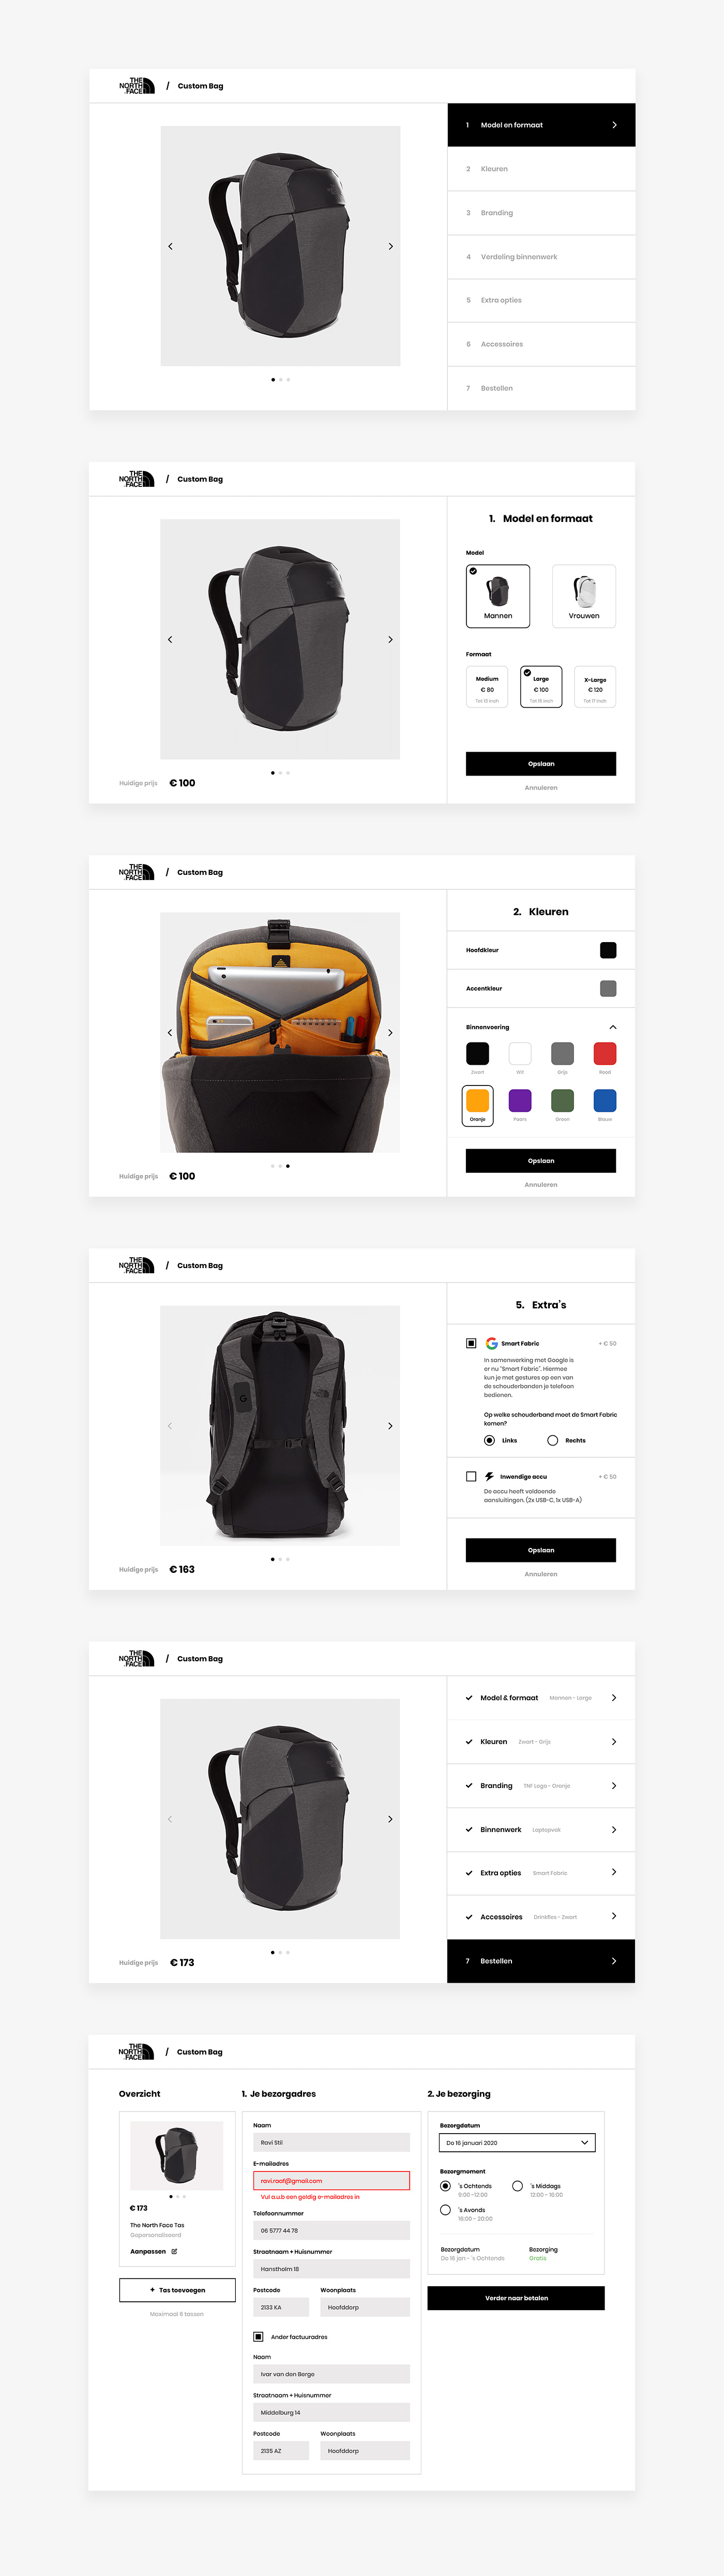 THE
NORTH
FACE
/ Custom Bag
1 Model en formaat
2 Kleuren
3 Branding
4 Verdeling binnenwerk
5 Extra opties
6 Accessoires
7 Bestellen
THE
NORTH
FACE
/ Custom Bag
1. Model en formaat
Model
Mannen Vrouwen
Formaat
Medium Large X-Large
€ 80 € 100 € 120
Tot 13 inch Tot 15 inch Tot 17 inch
Opslaan
Annuleren
Huidige prijs € 100
THE
NORTH
FACE
/ Custom Bag
2. Kleuren
Hoofdkleur
Accentkleur
Binnenvoering
Zwart Wit Grijs Rood
Oranje Paars Groen Blauw
Opslaan
Annuleren
Huidige prijs € 100
THE
NORTH
FACE
/ Custom Bag
5. Extra's
Smart Fabric + € 50
In samenwerking met Google is
er nu "Smart Fabric". Hiermee
kun je met gestures op een van
de schouderbanden je telefoon
bedienen.
Op welke schouderband moet de Smart Fabric
komen?
Links Rechts
Inwendige accu + € 50
De accu heeft voldoende
aansluitingen. (2x USB-C, 1x USB-A)
Opslaan
Annuleren
Huidige prijs € 163
THE
NORTH
FACE
/ Custom Bag
Model & formaat Mannen - Large
Kleuren Zwart - Grijs
Branding TNF Logo - Oranje
Binnenwerk Laptopvak
Extra opties Smart Fabric
Accessoires Drinkfles - Zwart
7 Bestellen
Huidige prijs € 173
THE
NORTH
FACE
/ Custom Bag
Overzicht
€ 173
The North Face Tas
Gepersonaliseerd
Aanpassen
+ Tas toevoegen
Maximaal 6 tassen
1. Je bezorgadres
Naam
Ravi Stil
E-mailadres
ravi.raof@gmail.com
Vul a.u.b een geldig e-mailadres in
Telefoonnummer
06 5777 44 78
Straatnaam + Huisnummer
Hanstholm 18
Postcode Woonplaats
2133 KA Hoofddorp
Ander factuuradres
Naam
Ivar van den Berge
Straatnaam + Huisnummer
Middelburg 14
Postcode Woonplaats
2135 AZ Hoofddorp
2. Je bezorging
Bezorgdatum
Do 16 januari 2020
Bezorgmoment
's Ochtends 's Middags
9:00 -12:00 12:00 - 16:00
's Avonds
16:00 - 20:00
Bezorgdatum Bezorging
Do 16 jan - 's Ochtends Gratis
Verder naar betalen